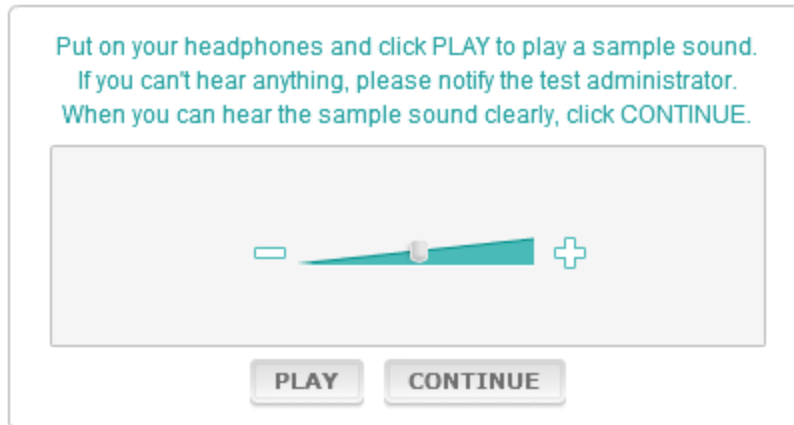 Put on your headphones and click PLAY to play a sample sound.
If you can't hear anything, please notify the test administrator.
When you can hear the sample sound clearly, click CONTINUE.
PLAY CONTINUE